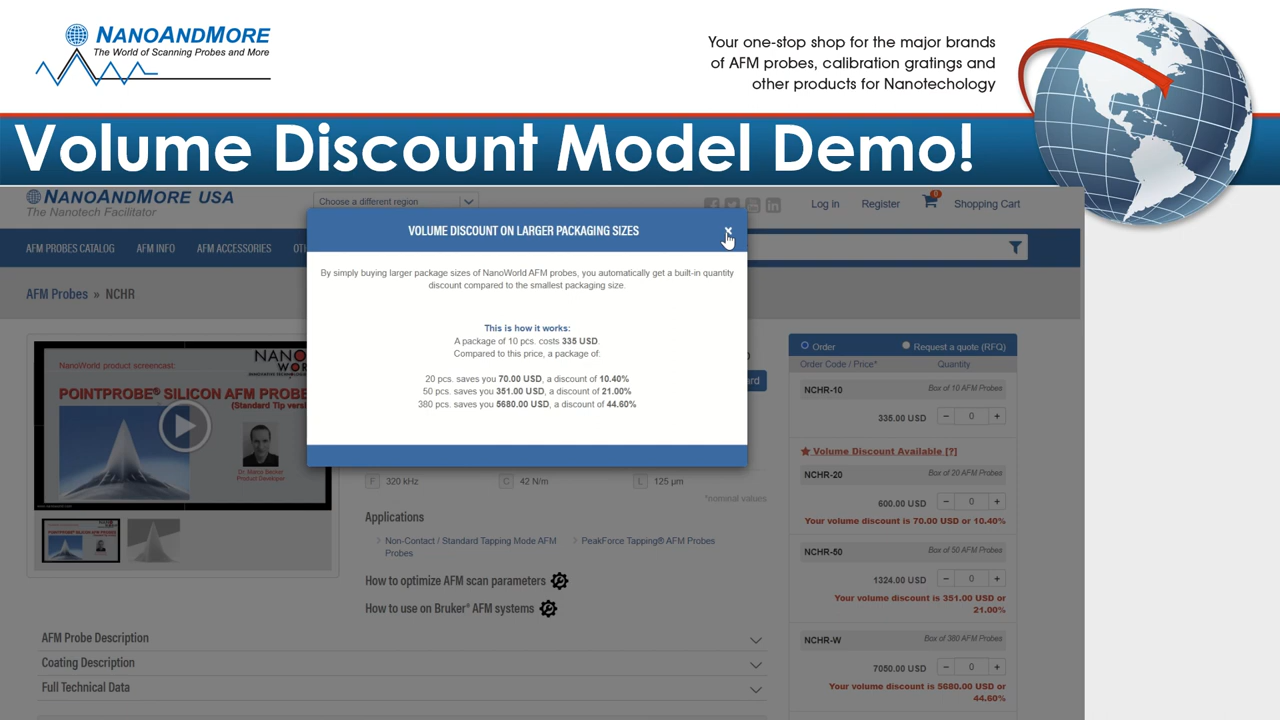 NANOANDMORE
The World of Scanning Probes and More
Your one-stop shop for the major brands
of AFM probes, calibration gratings and
other products for Nanotechology
Volume Discount Model Demo!
NANOANDMORE USA
The Nanotech Facilitator
Choose a different region
0
Log in
Register
Shopping Cart
AFM PROBES CATALOG
AFM INFO
AFM ACCESSORIES
VOLUME DISCOUNT ON LARGER PACKAGING SIZES
×
By simply buying larger package sizes of NanoWorld AFM probes, you automatically get a built-in quantity
discount compared to the smallest packaging size.
This is how it works:
A package of 10 pcs. costs 335 USD.
Compared to this price, a package of:
20 pcs. saves you 70.00 USD, a discount of 10.40%
50 pcs. saves you 351.00 USD, a discount of 21.00%
380 pcs. saves you 5680.00 USD, a discount of 44.60%
AFM Probes » NCHR
NanoWorld product screencast:
POINTPROBE® SILICON AFM PROBE
(Standard Tip vers
Dr. Marco Becker
Product Developer
F 320 kHz
C 42 N/m
L 125 µm
*nominal values
Applications
Non-Contact / Standard Tapping Mode AFM
Probes
PeakForce Tapping® AFM Probes
How to optimize AFM scan parameters
How to use on Bruker® AFM systems
AFM Probe Description
Coating Description
Full Technical Data
Order
Request a quote (RFQ)
Order Code / Price*
Quantity
NCHR-10
Box of 10 AFM Probes
335.00 USD
− 0 +
Volume Discount Available [?]
NCHR-20
Box of 20 AFM Probes
600.00 USD
− 0 +
Your volume discount is 70.00 USD or 10.40%
NCHR-50
Box of 50 AFM Probes
1324.00 USD
− 0 +
Your volume discount is 351.00 USD or
21.00%
NCHR-W
Box of 380 AFM Probes
7050.00 USD
− 0 +
Your volume discount is 5680.00 USD or
44.60%